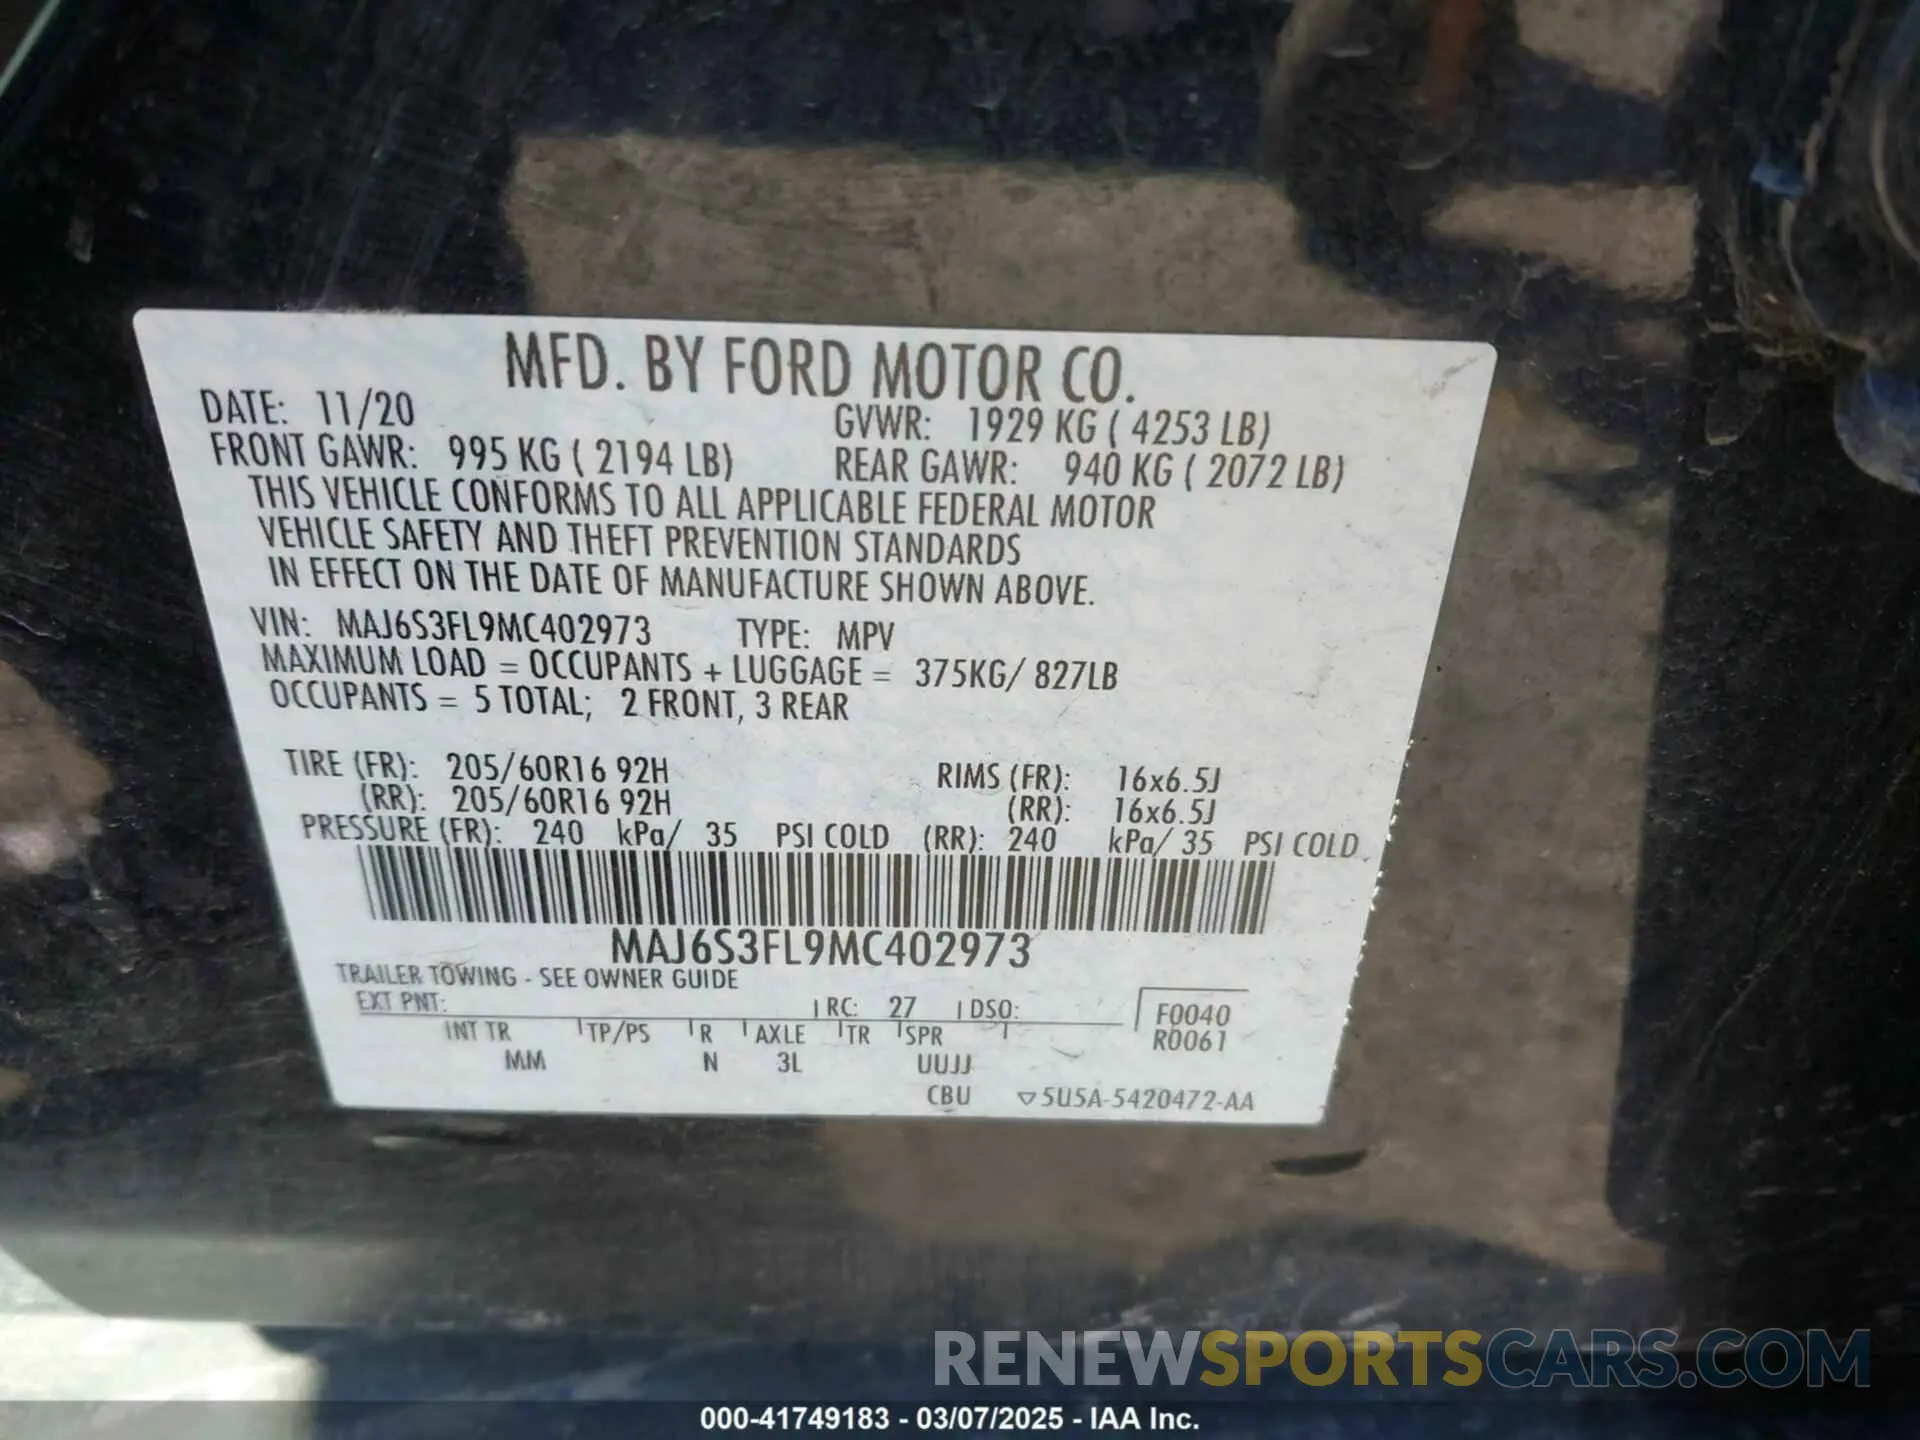 MFD. BY FORD MOTOR CO.
DATE: 11/20 GVWR: 1929 KG ( 4253 LB)
FRONT GAWR: 995 KG ( 2194 LB) REAR GAWR: 940 KG ( 2072 LB)
THIS VEHICLE CONFORMS TO ALL APPLICABLE FEDERAL MOTOR
VEHICLE SAFETY AND THEFT PREVENTION STANDARDS
IN EFFECT ON THE DATE OF MANUFACTURE SHOWN ABOVE.
VIN: MAJ6S3FL9MC402973 TYPE: MPV
MAXIMUM LOAD = OCCUPANTS + LUGGAGE = 375KG/ 827LB
OCCUPANTS = 5 TOTAL; 2 FRONT, 3 REAR
TIRE (FR): 205/60R16 92H RIMS (FR): 16x6.5J
(RR): 205/60R16 92H (RR): 16x6.5J
PRESSURE (FR): 240 kPa/ 35 PSI COLD (RR): 240 kPa/ 35 PSI COLD
MAJ6S3FL9MC402973
TRAILER TOWING - SEE OWNER GUIDE
EXT PNT: RC: 27 DSO: F0040
INT TR TP/PS R AXLE TR SPR R0061
MM N 3L UUJJ
CBU ▽5U5A-5420472-AA
RENEWSPORTSCARS.COM
000-41749183 - 03/07/2025 - IAA Inc.